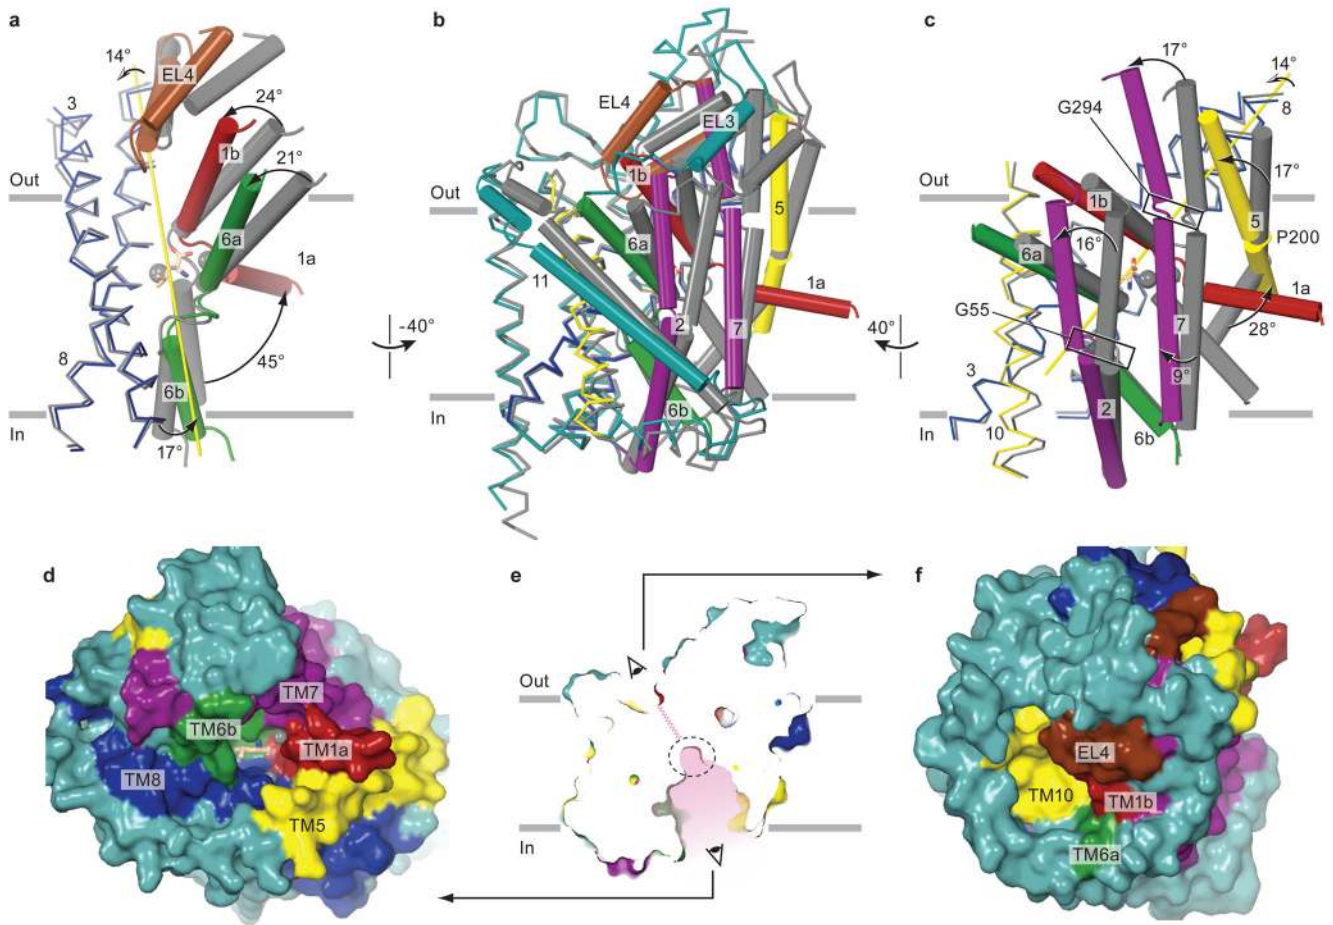 a
14°
EL4
3
24°
1b
21°
Out
6a
1a
8
45°
6b
In
17°
-40°
b
EL4
EL3
1b
Out
5
6a
1a
11
2
7
In
6b
40°
c
17°
14°
8
G294
Out
17°
1b
5
6a
16°
P200
1a
G55
7
28°
3
9°
2
In
10
6b
d
TM7
TM6b
TM1a
TM8
TM5
e
Out
In
f
EL4
TM10
TM1b
TM6a